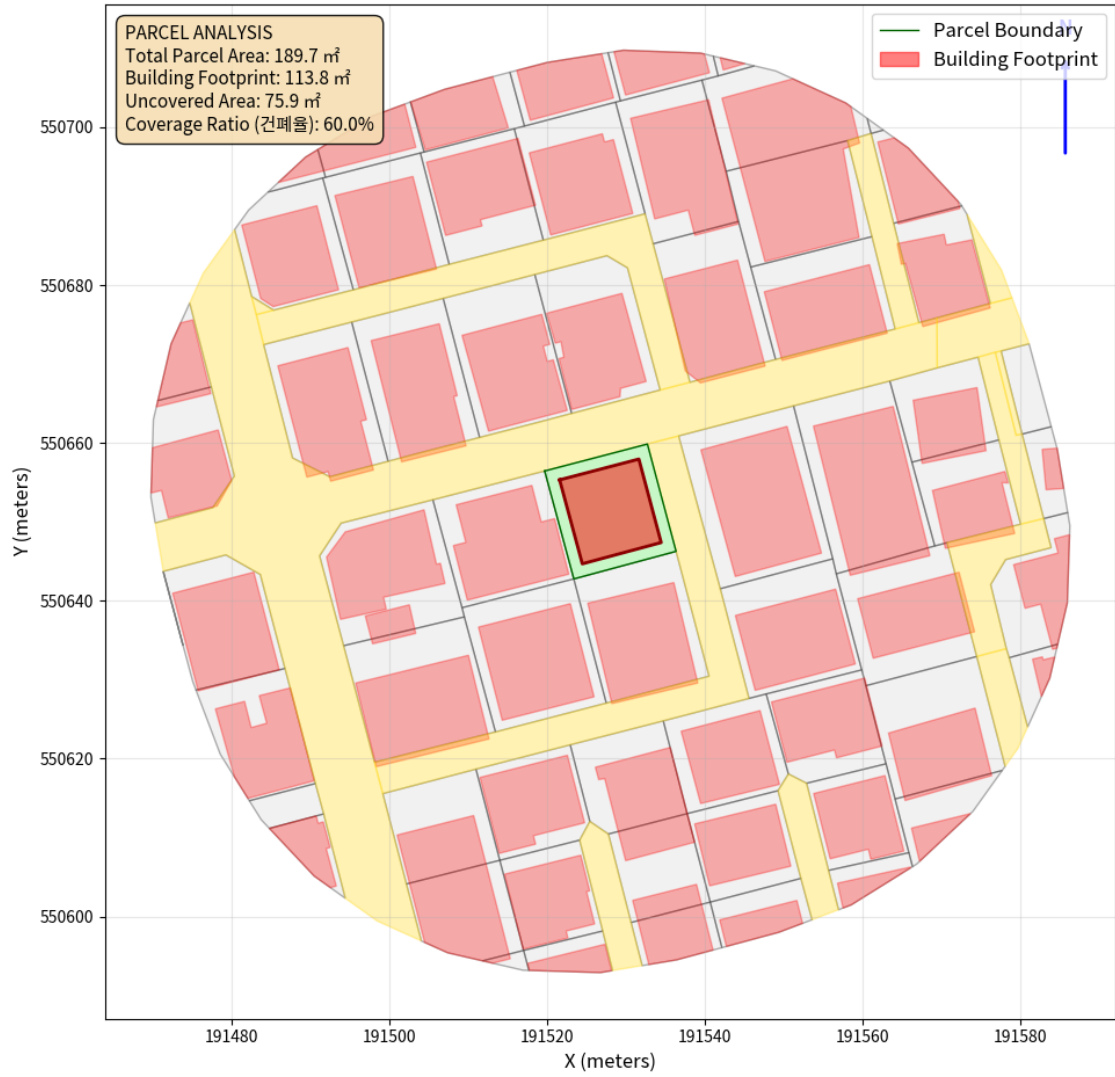 PARCEL ANALYSIS
Total Parcel Area: 189.7 ㎡
Building Footprint: 113.8 ㎡
Uncovered Area: 75.9 ㎡
Coverage Ratio (건폐율): 60.0%
Parcel Boundary
Building Footprint
N
550700
550680
550660
550640
550620
550600
Y (meters)
191480
191500
191520
191540
191560
191580
X (meters)